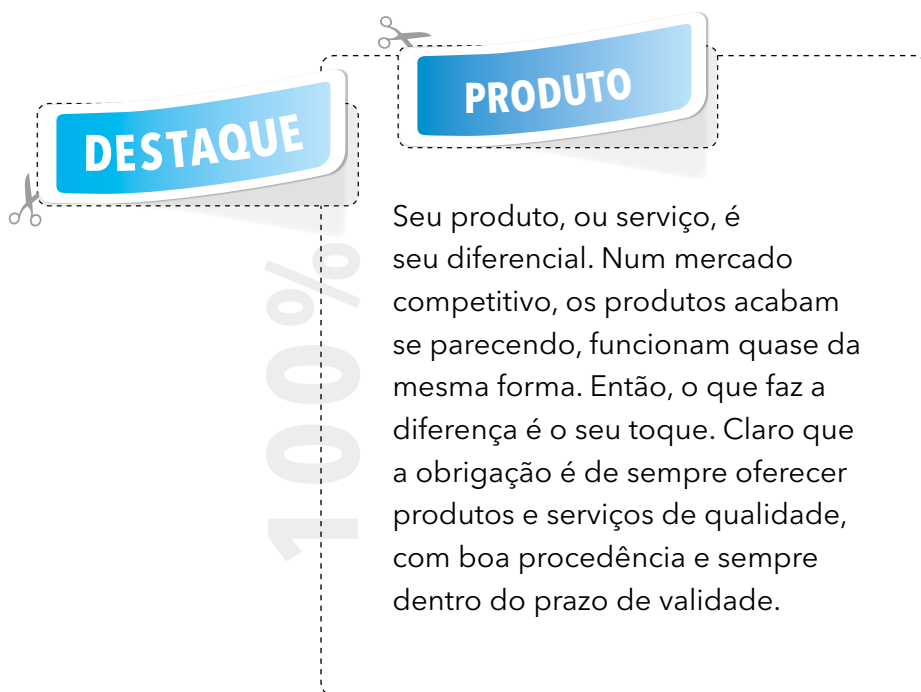 DESTAQUE
PRODUTO
100%
Seu produto, ou serviço, é
seu diferencial. Num mercado
competitivo, os produtos acabam
se parecendo, funcionam quase da
mesma forma. Então, o que faz a
diferença é o seu toque. Claro que
a obrigação é de sempre oferecer
produtos e serviços de qualidade,
com boa procedência e sempre
dentro do prazo de validade.